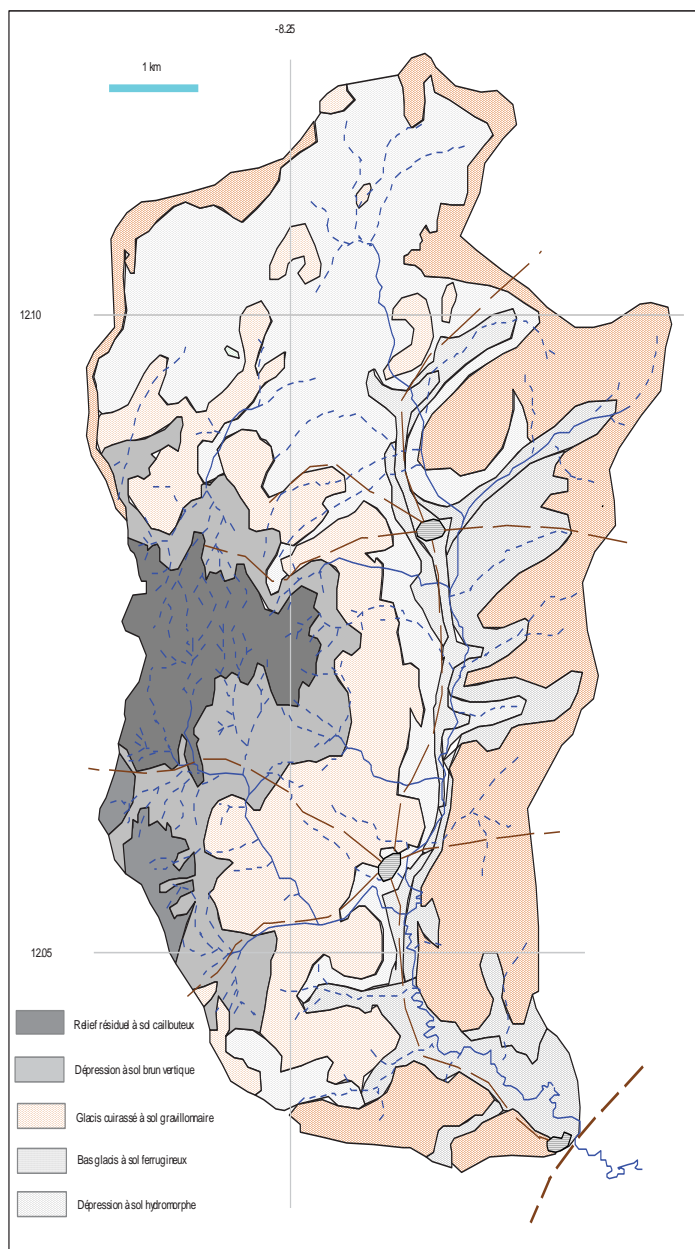 -8.25
1 km
12.10
12.05
Relief résiduel à sol caillouteux
Dépression à sol brun vertique
Glacis cuirassé à sol gravillonnaire
Bas glacis à sol ferrugineux
Dépression à sol hydromorphe